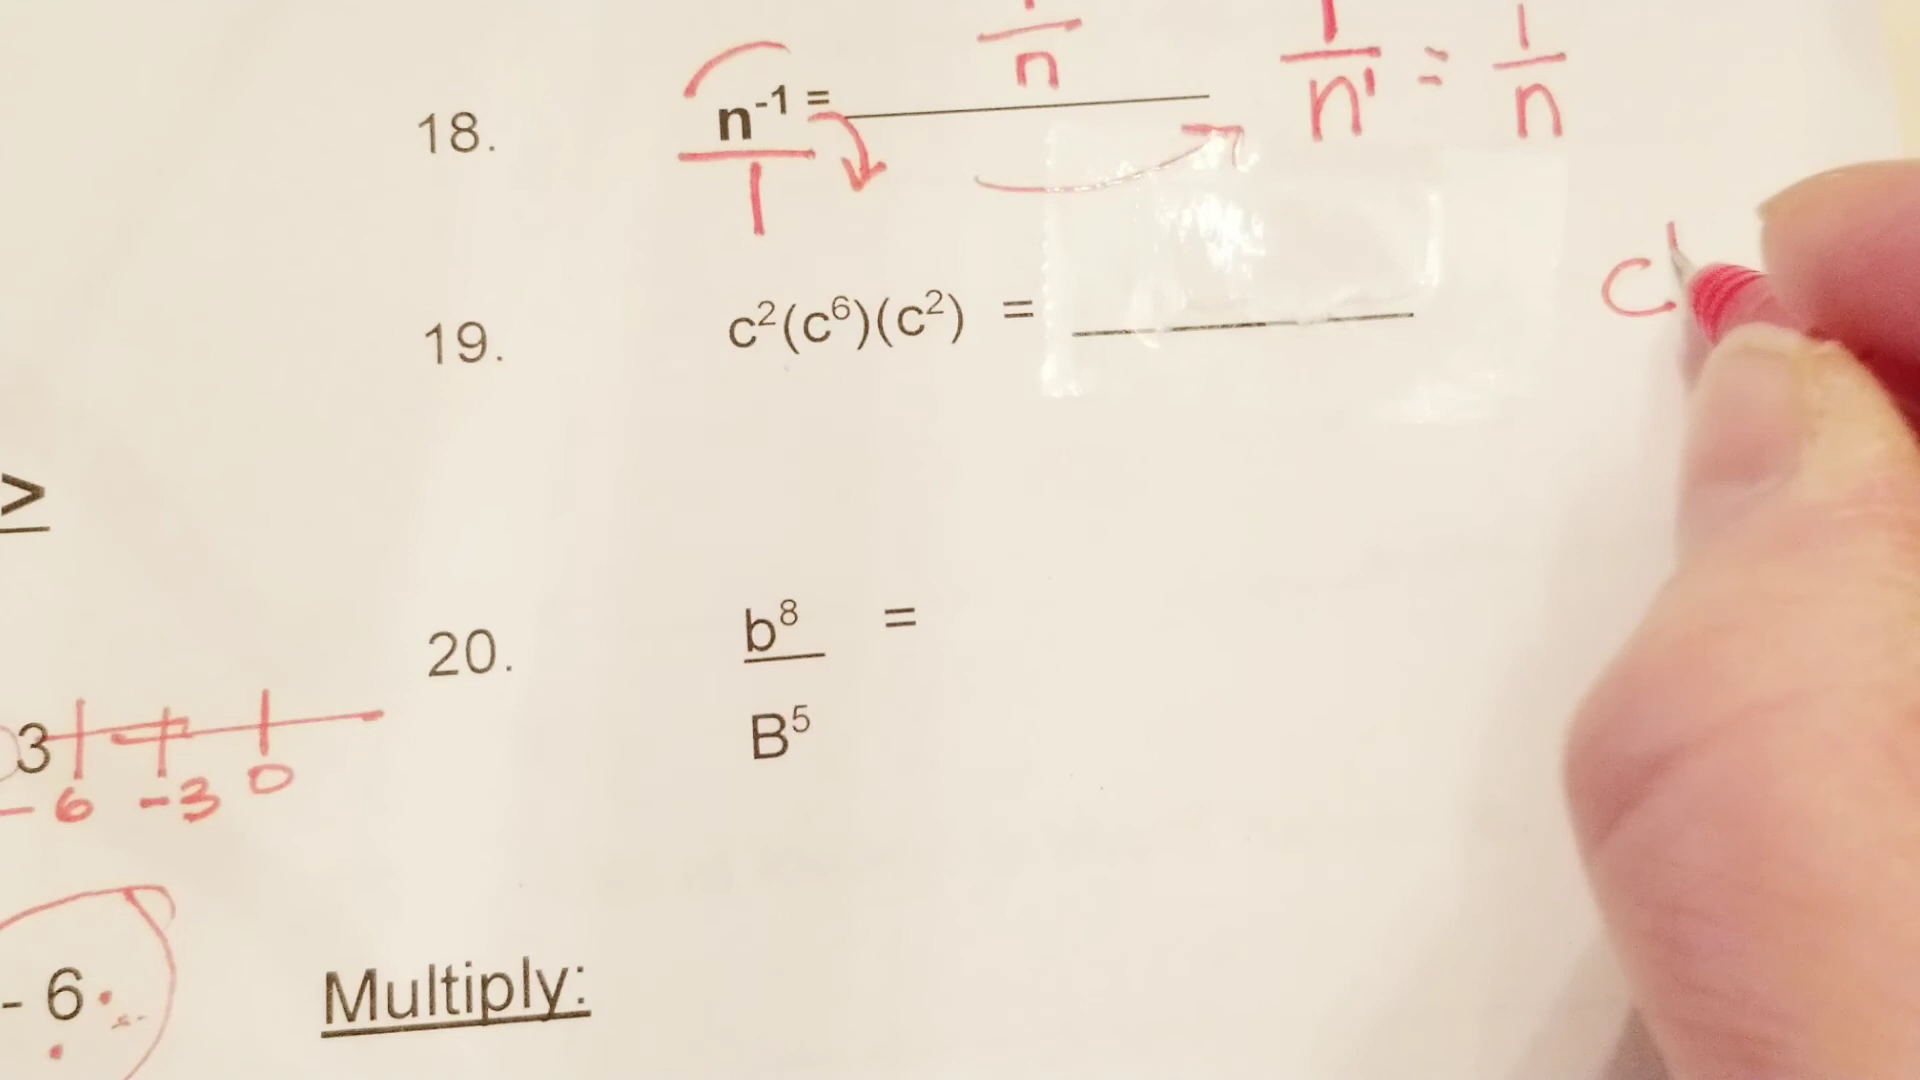 1/n
1/n¹ = 1/n
18. n⁻¹ =
1
19. c²(c⁶)(c²) = c
20. b⁸ =
B⁵
≥
3
- 6 -3 0
- 6
Multiply: